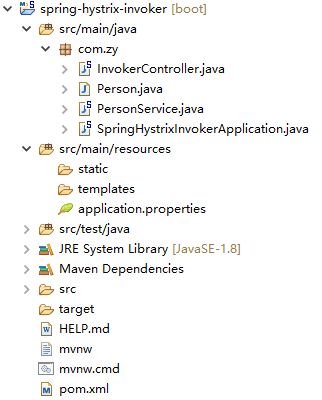 spring-hystrix-invoker [boot]
src/main/java
com.zy
InvokerController.java
Person.java
PersonService.java
SpringHystrixInvokerApplication.java
src/main/resources
static
templates
application.properties
src/test/java
JRE System Library [JavaSE-1.8]
Maven Dependencies
src
target
HELP.md
mvnw
mvnw.cmd
pom.xml